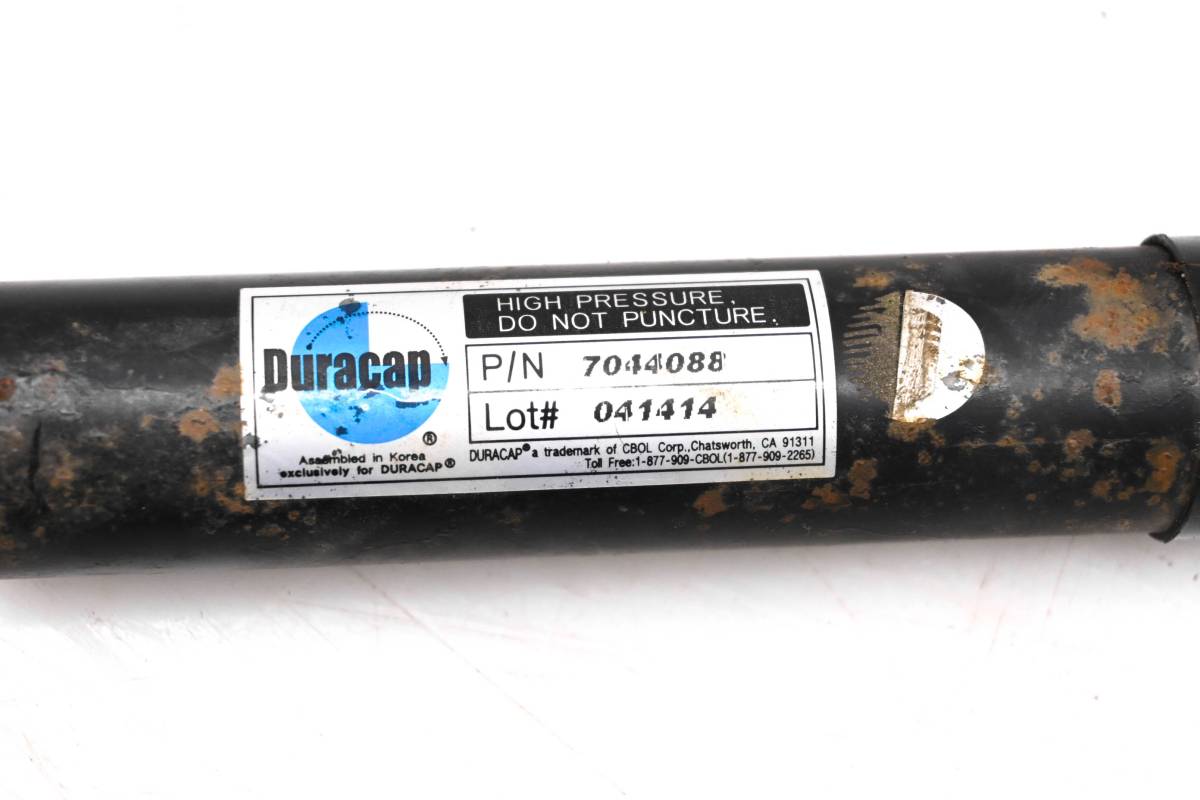 Duracap®
Assembled in Korea
exclusively for DURACAP®
HIGH PRESSURE.
DO NOT PUNCTURE.
P/N 7044088
Lot# 041414
DURACAP® a trademark of CBOL Corp.,Chatsworth, CA 91311
Toll Free:1-877-909-CBOL(1-877-909-2265)